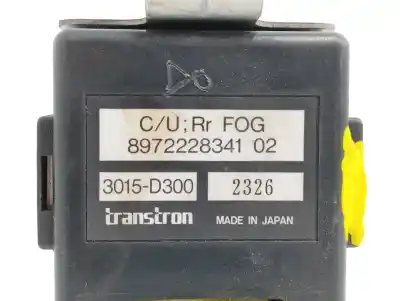 C/U;Rr FOG
8972228341 02
3015-D300 2326
transtron MADE IN JAPAN